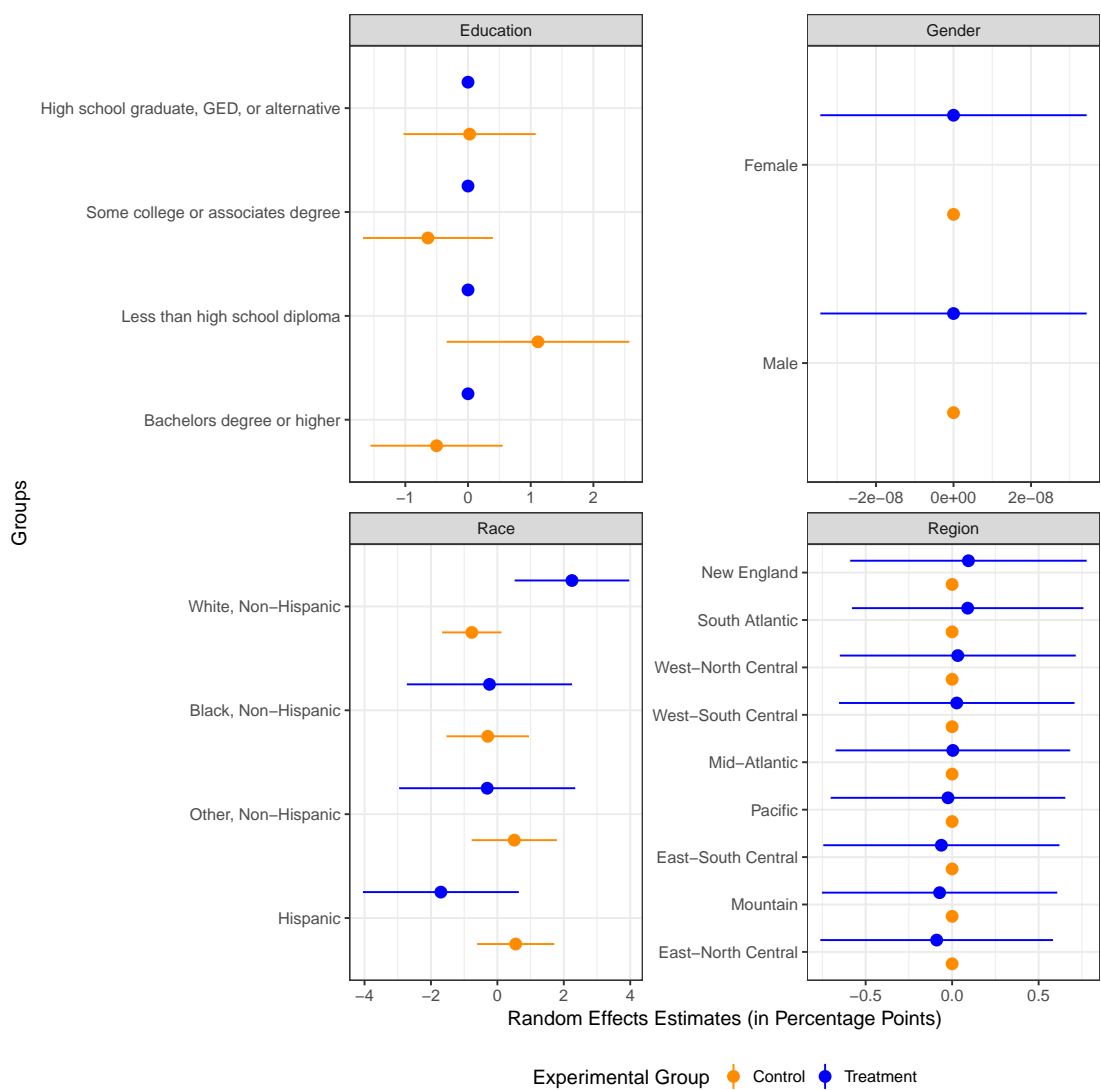 Education
Gender
High school graduate, GED, or alternative
Some college or associates degree
Less than high school diploma
Bachelors degree or higher
−1 0 1 2
Female
Male
−2e−08 0e+00 2e−08
Groups
Race
Region
White, Non−Hispanic
Black, Non−Hispanic
Other, Non−Hispanic
Hispanic
−4 −2 0 2 4
New England
South Atlantic
West−North Central
West−South Central
Mid−Atlantic
Pacific
East−South Central
Mountain
East−North Central
−0.5 0.0 0.5
Random Effects Estimates (in Percentage Points)
Experimental Group Control Treatment